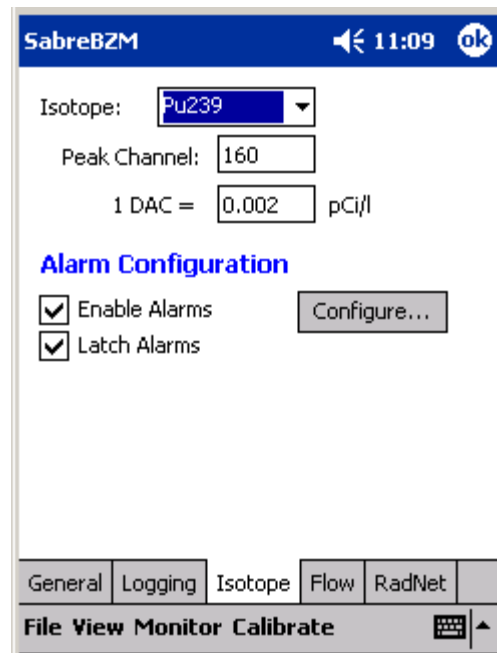 SabreBZM 11:09 ok
Isotope: Pu239
Peak Channel: 160
1 DAC = 0.002 pCi/l
Alarm Configuration
Enable Alarms Configure...
Latch Alarms
General Logging Isotope Flow RadNet
File View Monitor Calibrate